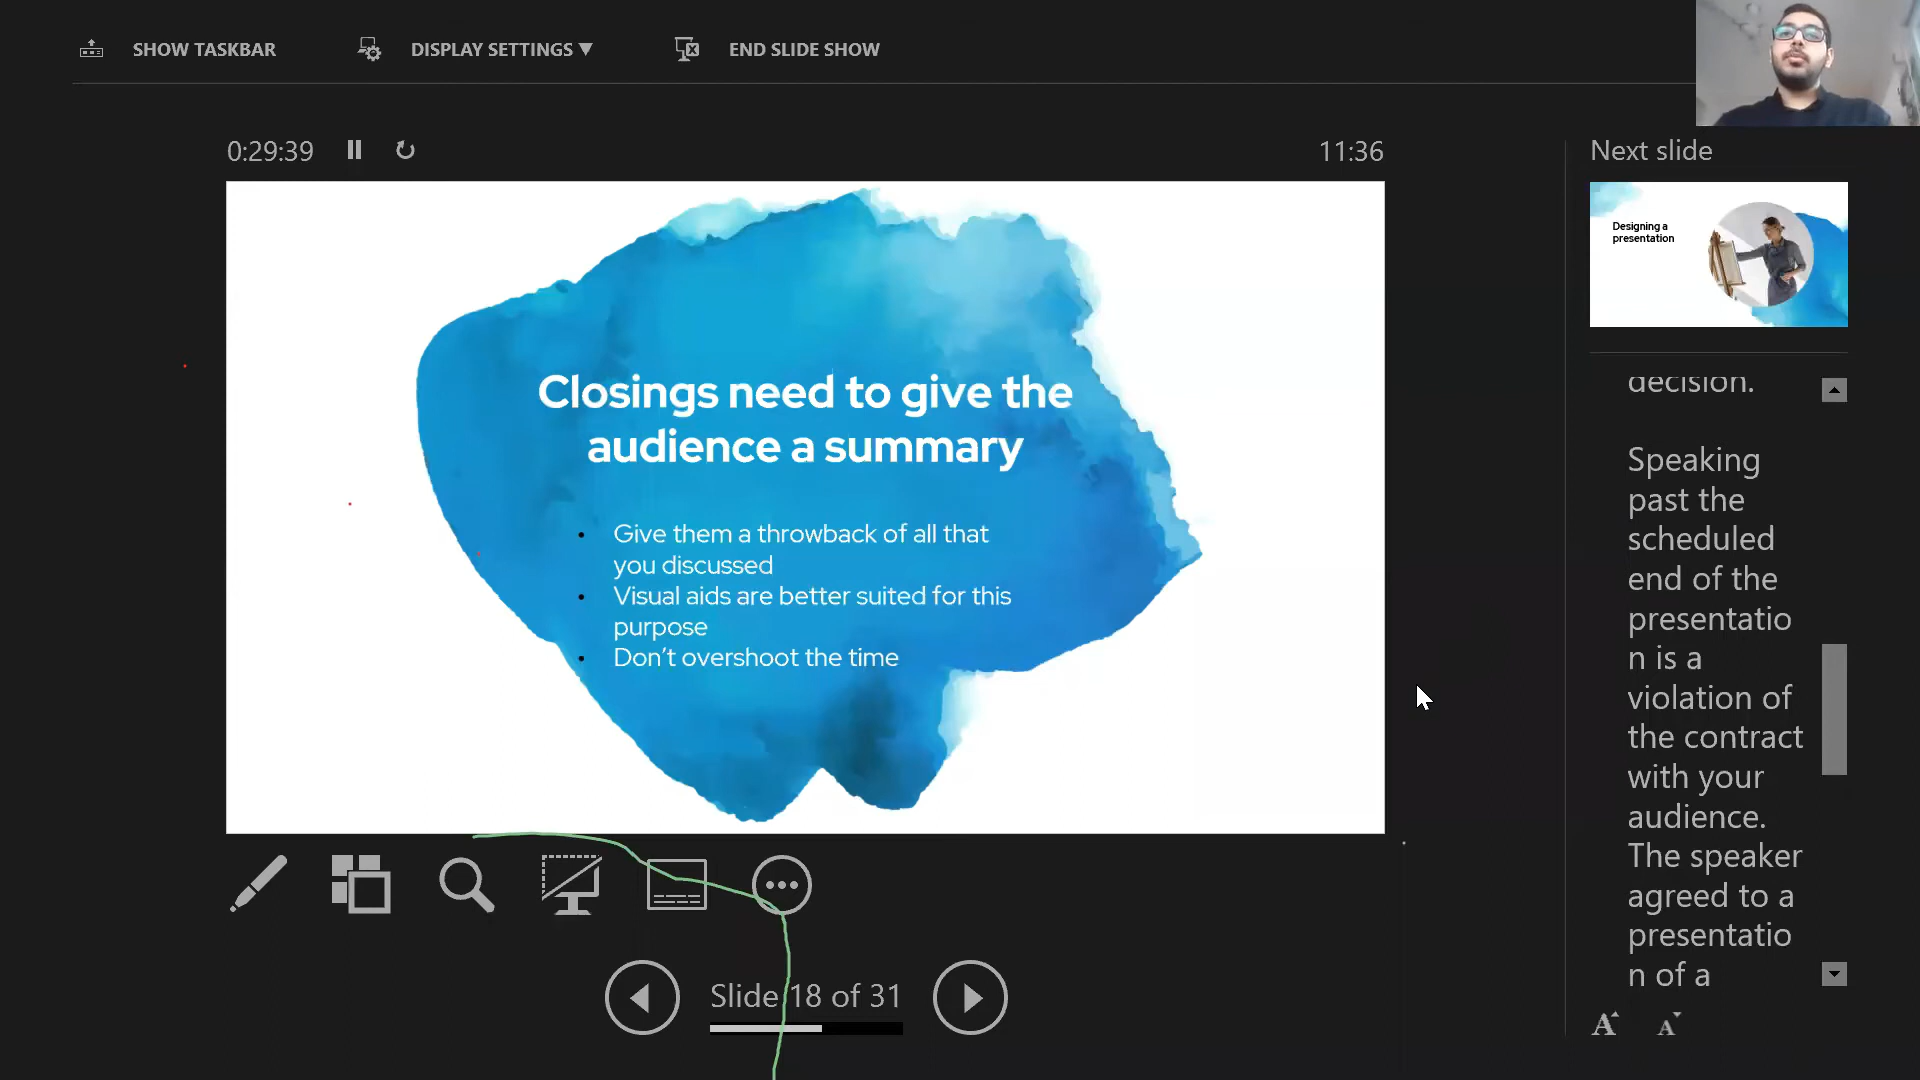 SHOW TASKBAR
DISPLAY SETTINGS ▼
END SLIDE SHOW
0:29:39
11:36
Closings need to give the
audience a summary
• Give them a throwback of all that
you discussed
• Visual aids are better suited for this
purpose
• Don’t overshoot the time
Slide 18 of 31
Next slide
Designing a
presentation
decision.
Speaking
past the
scheduled
end of the
presentatio
n is a
violation of
the contract
with your
audience.
The speaker
agreed to a
presentatio
n of a
A A